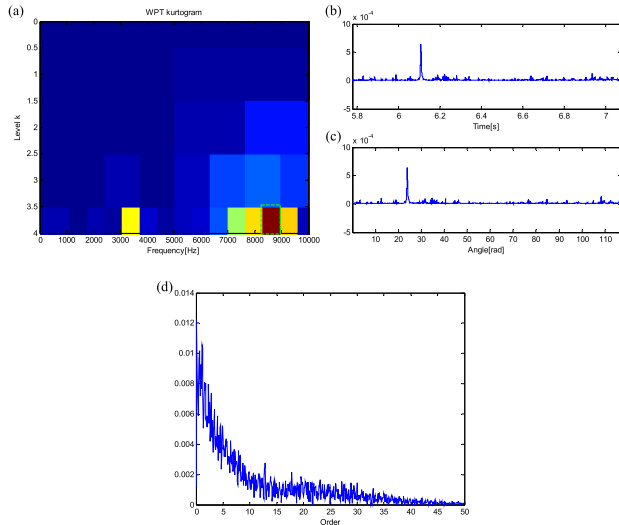 (a)
WPT kurtogram
Level k
0
1
1.5
2
2.5
3
3.5
4
0 1000 2000 3000 4000 5000 6000 7000 8000 9000 10000
Frequency[Hz]
(b)
x 10⁻⁴
10
5
0
-5
5.8 6 6.2 6.4 6.6 6.8 7
Time[s]
(c)
x 10⁻⁴
10
5
0
-5
10 20 30 40 50 60 70 80 90 100 110
Angle[rad]
(d)
0.014
0.012
0.01
0.008
0.006
0.004
0.002
0
0 5 10 15 20 25 30 35 40 45 50
Order